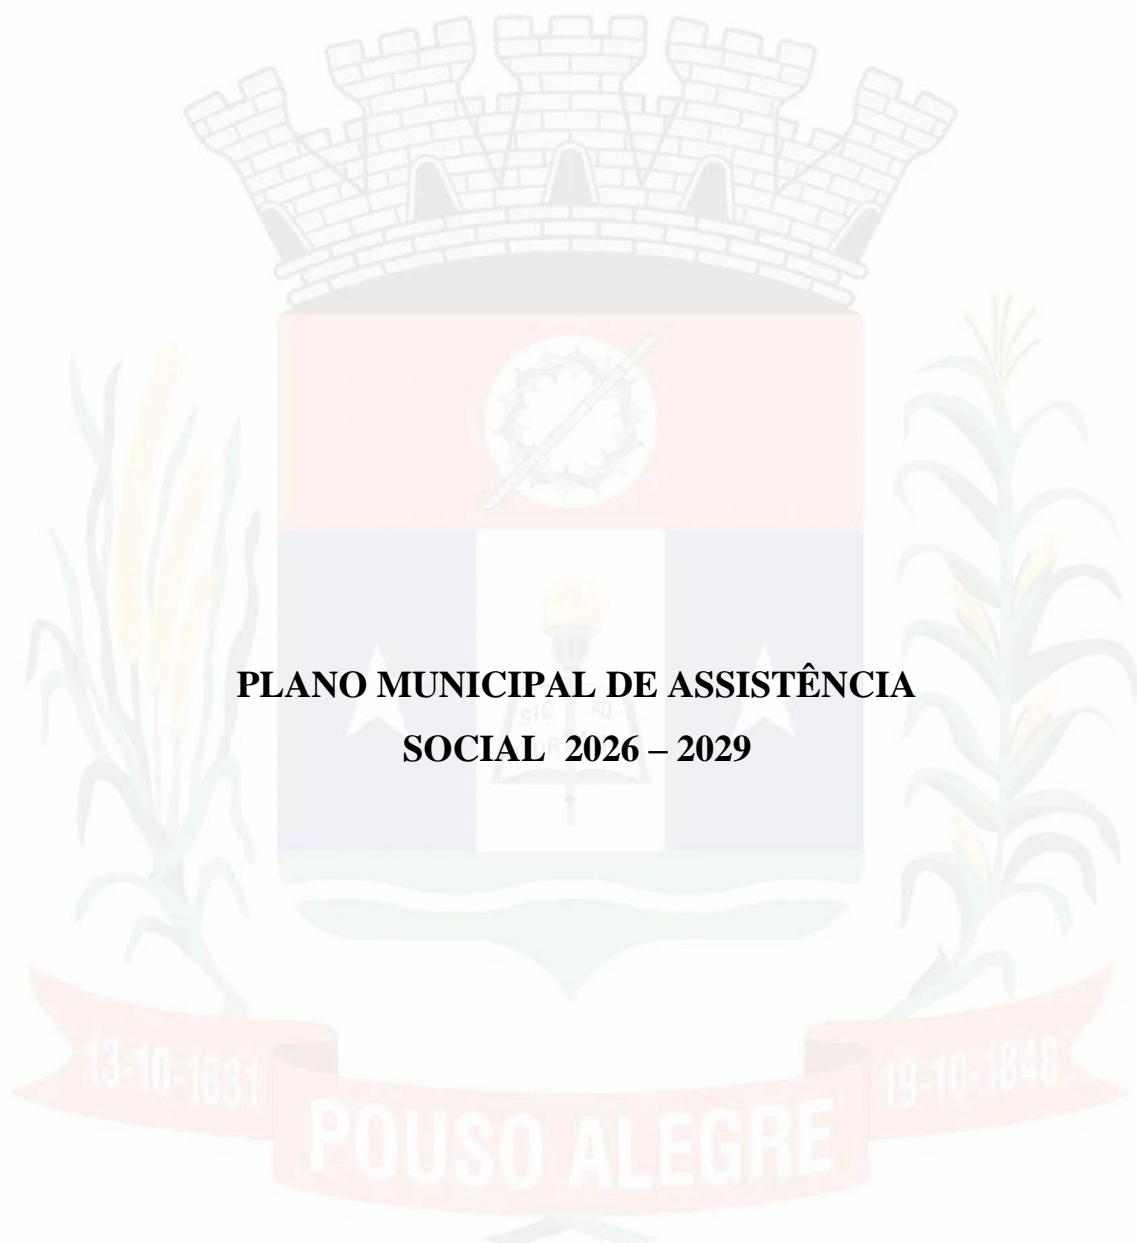 PLANO MUNICIPAL DE ASSISTÊNCIA
SOCIAL 2026 – 2029
13-10-1831
19-10-1848
POUSO ALEGRE